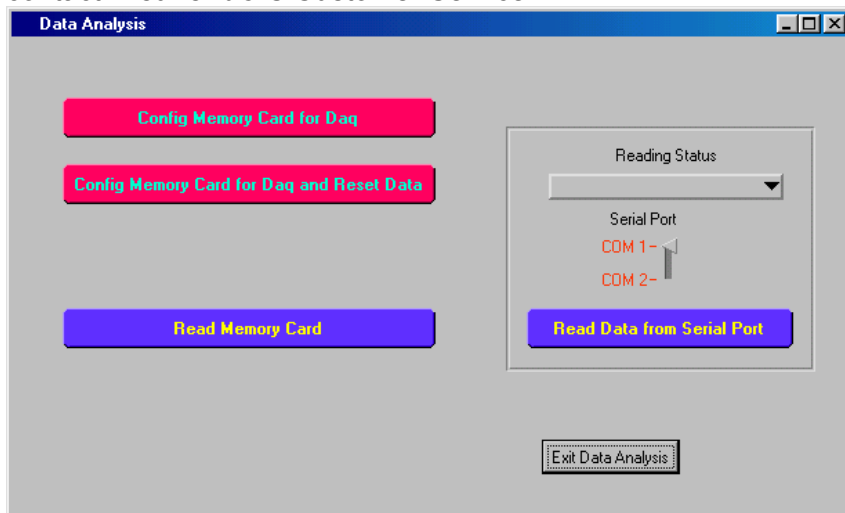 Data Analysis
Config Memory Card for Daq
Config Memory Card for Daq and Reset Data
Read Memory Card
Reading Status
Serial Port
COM 1-
COM 2-
Read Data from Serial Port
Exit Data Analysis